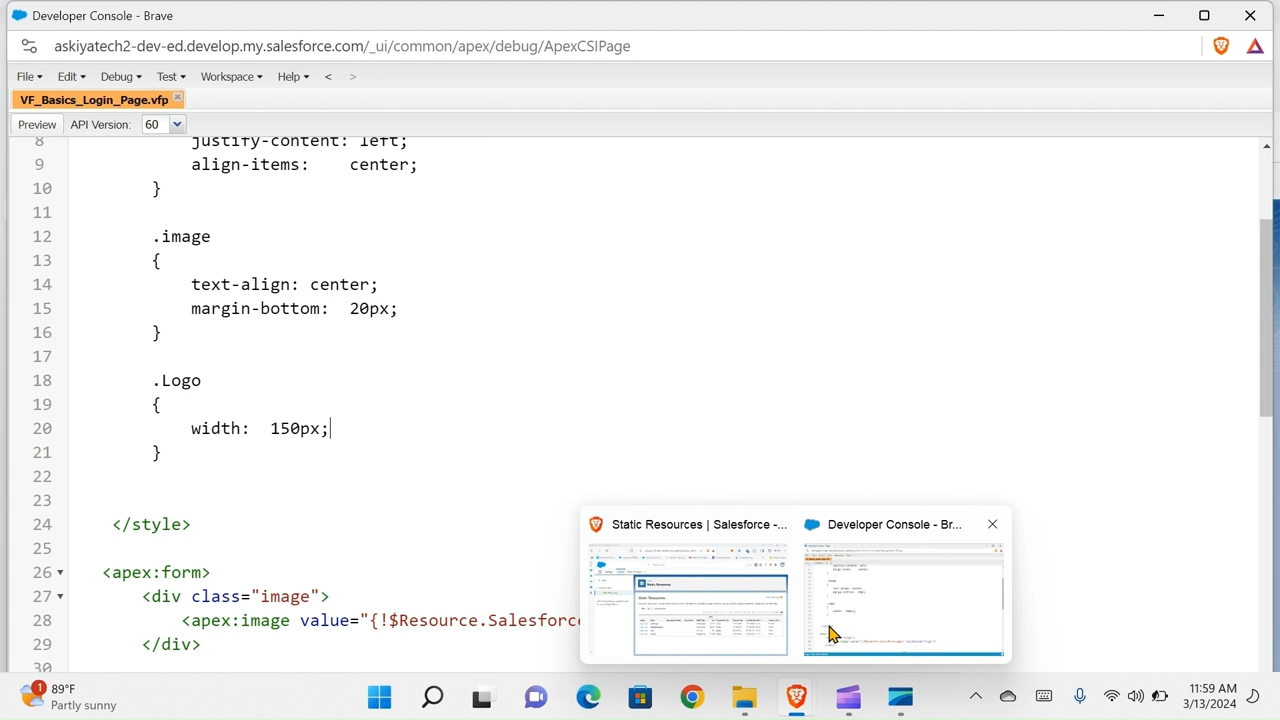 Developer Console - Brave
askiyatech2-dev-ed.develop.my.salesforce.com/_ui/common/apex/debug/ApexCSIPage
File Edit Debug Test Workspace Help < >
VF_Basics_Login_Page.vfp
Preview API Version: 60
8 justify-content: left;
9 align-items: center;
10 }
11
12 .image
13 {
14 text-align: center;
15 margin-bottom: 20px;
16 }
17
18 .Logo
19 {
20 width: 150px;
21 }
22
23
24 </style>
25
26 apex:form>
27 <div class="image">
28 <apex:image value="{!$Resource.Salesforc
29 </div>
30
Static Resources | Salesforce -...
Developer Console - Br...
1
89°F
Partly sunny
11:59 AM
3/13/2024